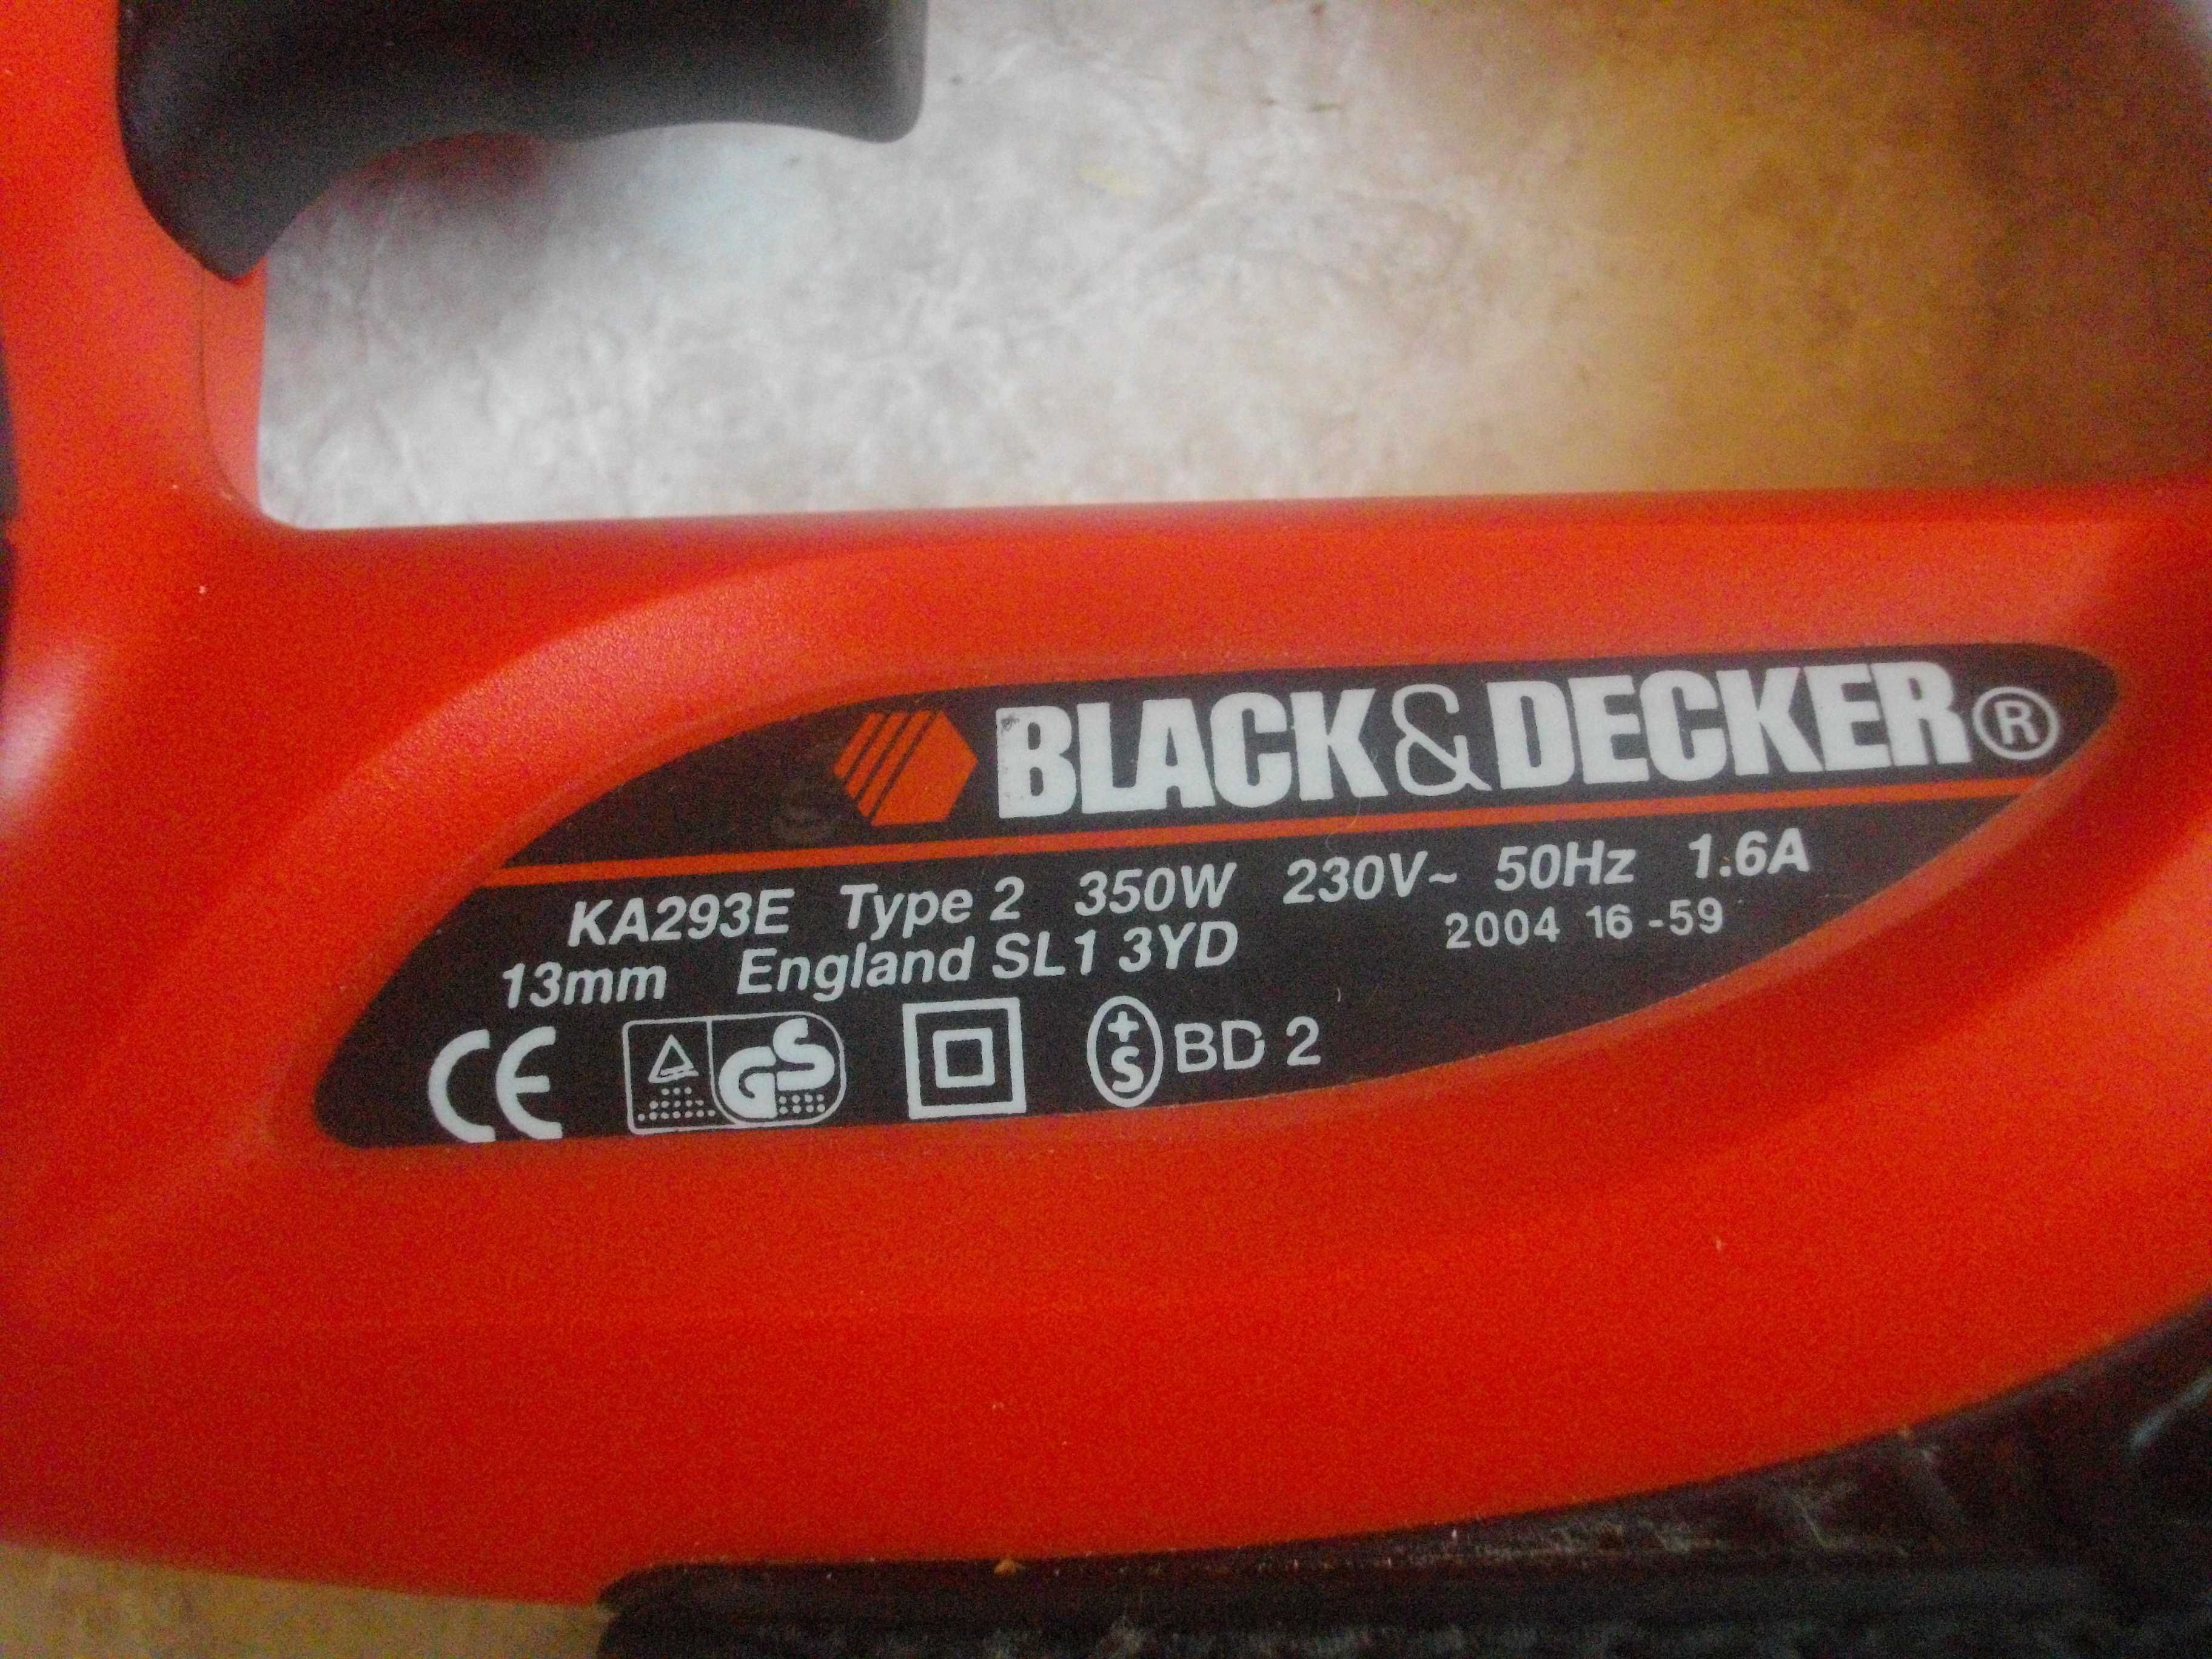 BLACK&DECKER®
KA293E Type 2 350W 230V~ 50Hz 1.6A
13mm England SL1 3YD 2004 16 -59
CE GS +S BD 2